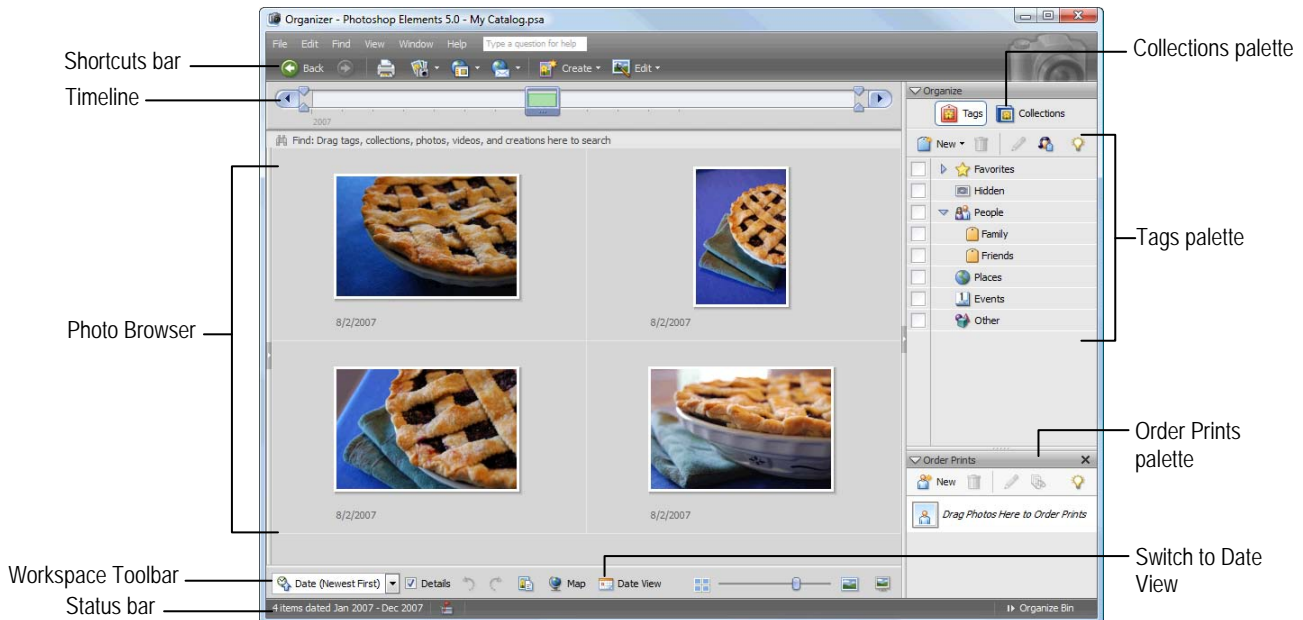 Organizer - Photoshop Elements 5.0 - My Catalog.psa
File Edit Find View Window Help Type a question for help
Shortcuts bar
Back Create Edit
Collections palette
Timeline
2007
Organize
Tags Collections
Find: Drag tags, collections, photos, videos, and creations here to search
New
Favorites
Hidden
People
Family
Friends
Places
Events
Other
Tags palette
Photo Browser
8/2/2007 8/2/2007
8/2/2007 8/2/2007
Order Prints
palette
Order Prints
New
Drag Photos Here to Order Prints
Workspace Toolbar
Date (Newest First) Details Map Date View
Switch to Date
View
Status bar
4 items dated Jan 2007 - Dec 2007 Organize Bin